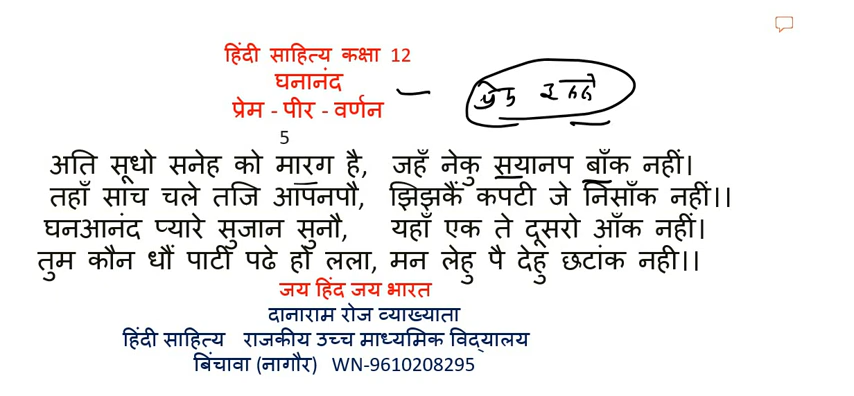 हिंदी साहित्य कक्षा 12
घनानंद
प्रेम - पीर - वर्णन
5
अति सूधो सनेह को मारग है, जहँ नेकु सयानप बाँक नहीं।
तहाँ सांच चले तजि आपनपौ, झिझकैं कपटी जे निसाँक नहीं।।
घनआनंद प्यारे सुजान सुनौ, यहाँ एक ते दूसरो आँक नहीं।
तुम कौन धौं पाटी पढे हो लला, मन लेहु पै देहु छटांक नही।।
जय हिंद जय भारत
दानाराम रोज व्याख्याता
हिंदी साहित्य राजकीय उच्च माध्यमिक विद्यालय
बिंचावा (नागौर) WN-9610208295